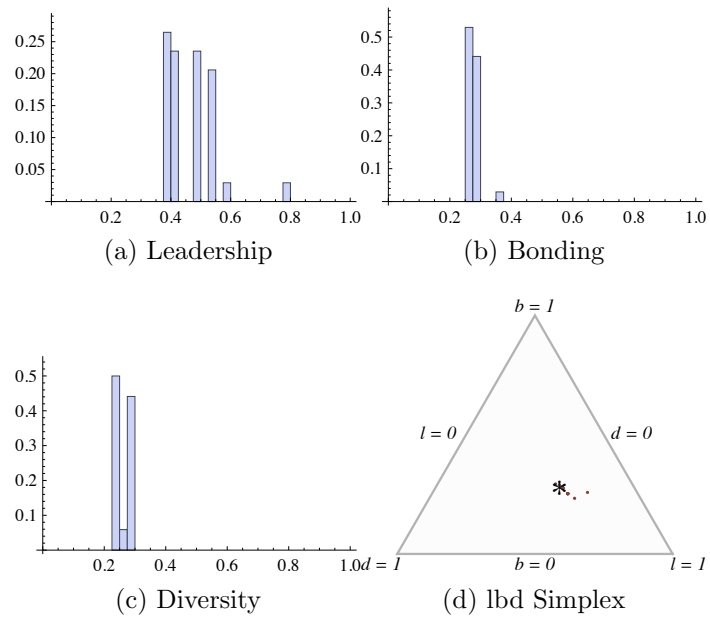 0.25
0.20
0.15
0.10
0.05
0.2 0.4 0.6 0.8 1.0
(a) Leadership
0.5
0.4
0.3
0.2
0.1
0.2 0.4 0.6 0.8 1.0
(b) Bonding
0.5
0.4
0.3
0.2
0.1
0.2 0.4 0.6 0.8 1.0
(c) Diversity
b = 1
l = 0 d = 0
*
d = 1 b = 0 l = 1
(d) lbd Simplex